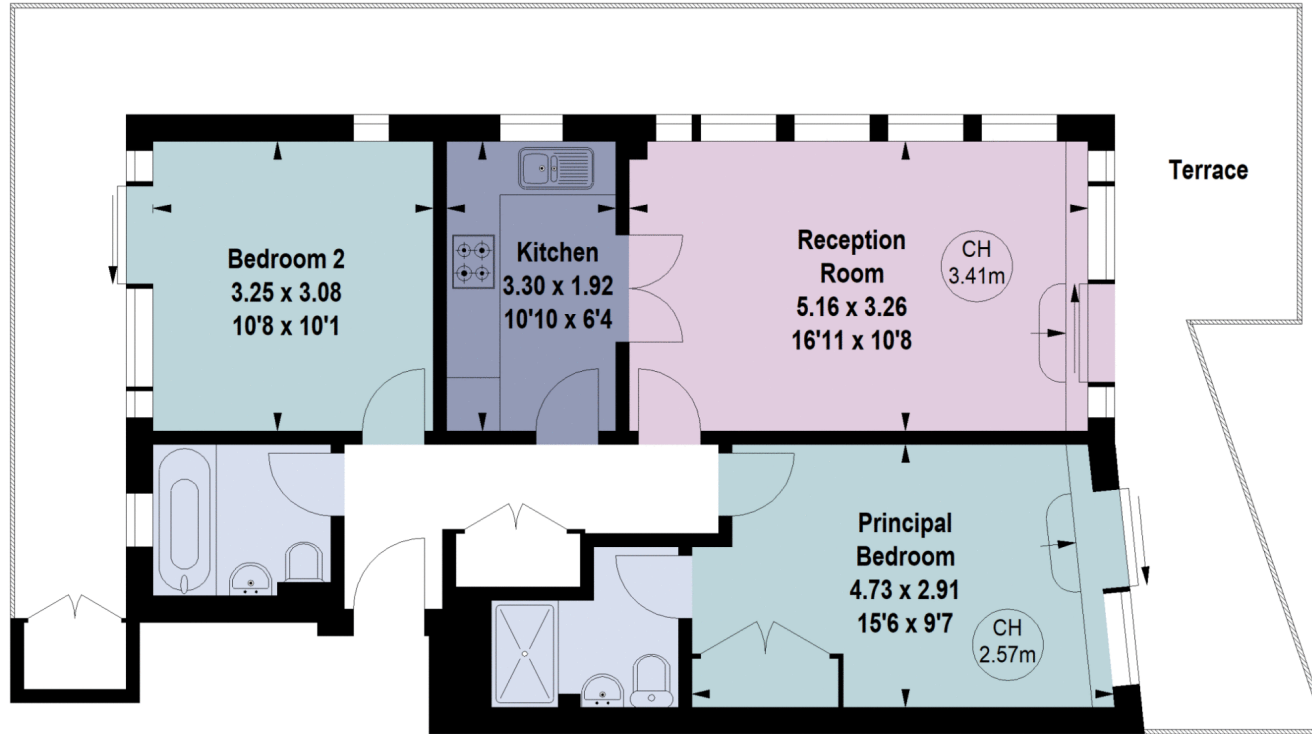 Terrace
Bedroom 2
3.25 x 3.08
10'8 x 10'1
Kitchen
3.30 x 1.92
10'10 x 6'4
Reception
Room
5.16 x 3.26
16'11 x 10'8
CH
3.41m
Principal
Bedroom
4.73 x 2.91
15'6 x 9'7
CH
2.57m